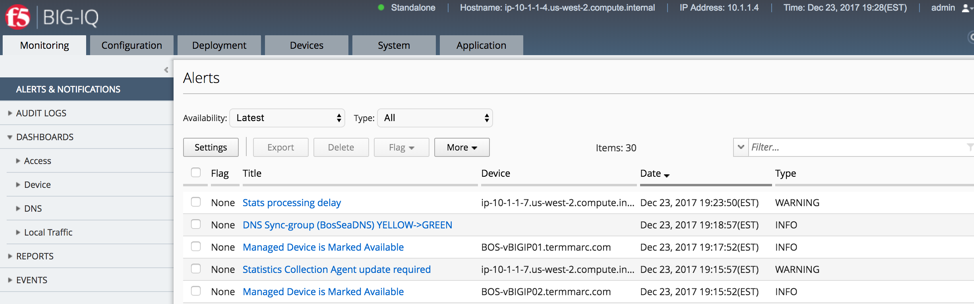 f5 BIG-IQ Standalone Hostname: ip-10-1-1-4.us-west-2.compute.internal IP Address: 10.1.1.4 Time: Dec 23, 2017 19:28(EST) admin
Monitoring Configuration Deployment Devices System Application
ALERTS & NOTIFICATIONS
AUDIT LOGS
DASHBOARDS
Access
Device
DNS
Local Traffic
REPORTS
EVENTS
Alerts
Availability: Latest Type: All
Settings Export Delete Flag More Items: 30 Filter...
Flag Title Device Date Type
None Stats processing delay ip-10-1-1-7.us-west-2.compute.in... Dec 23, 2017 19:23:50(EST) WARNING
None DNS Sync-group (BosSeaDNS) YELLOW->GREEN Dec 23, 2017 19:18:57(EST) INFO
None Managed Device is Marked Available BOS-vBIGIP01.termmarc.com Dec 23, 2017 19:17:52(EST) INFO
None Statistics Collection Agent update required ip-10-1-1-7.us-west-2.compute.in... Dec 23, 2017 19:15:57(EST) WARNING
None Managed Device is Marked Available BOS-vBIGIP02.termmarc.com Dec 23, 2017 19:15:52(EST) INFO